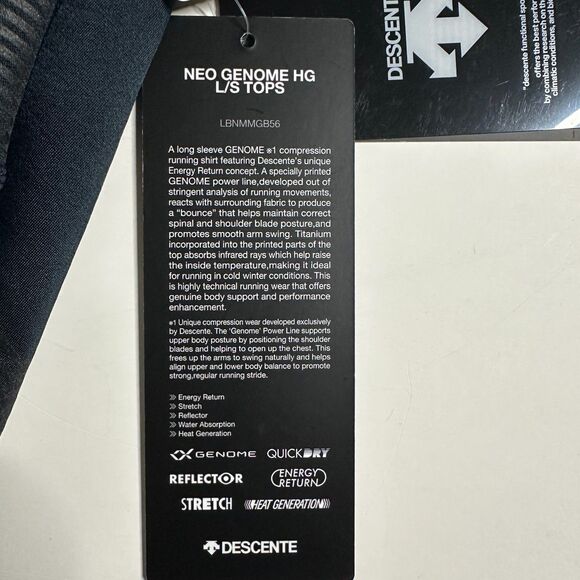 NEO GENOME HG
L/S TOPS
LBNMMGB56
A long sleeve GENOME ※1 compression
running shirt featuring Descente's unique
Energy Return concept. A specially printed
GENOME power line,developed out of
stringent analysis of running movements,
reacts with surrounding fabric to produce
a "bounce" that helps maintain correct
spinal and shoulder blade posture,and
promotes smooth arm swing. Titanium
incorporated into the printed parts of the
top absorbs infrared rays which help raise
the inside temperature,making it ideal
for running in cold winter conditions. This
is highly technical running wear that offers
genuine body support and performance
enhancement.
※1 Unique compression wear developed exclusively
by Descente. The 'Genome' Power Line supports
upper body posture by positioning the shoulder
blades and helping to open up the chest. This
frees up the arms to swing naturally and helps
align upper and lower body balance to promote
strong,regular running stride.
Energy Return
Stretch
Reflector
Water Absorption
Heat Generation
GENOME QUICKDRY
REFLECTOR ENERGY RETURN
STRETCH HEAT GENERATION
DESCENTE
DESCENTE
"descente functional spo
offers the best perfor
by combining research on th
climatic conditions, and bi